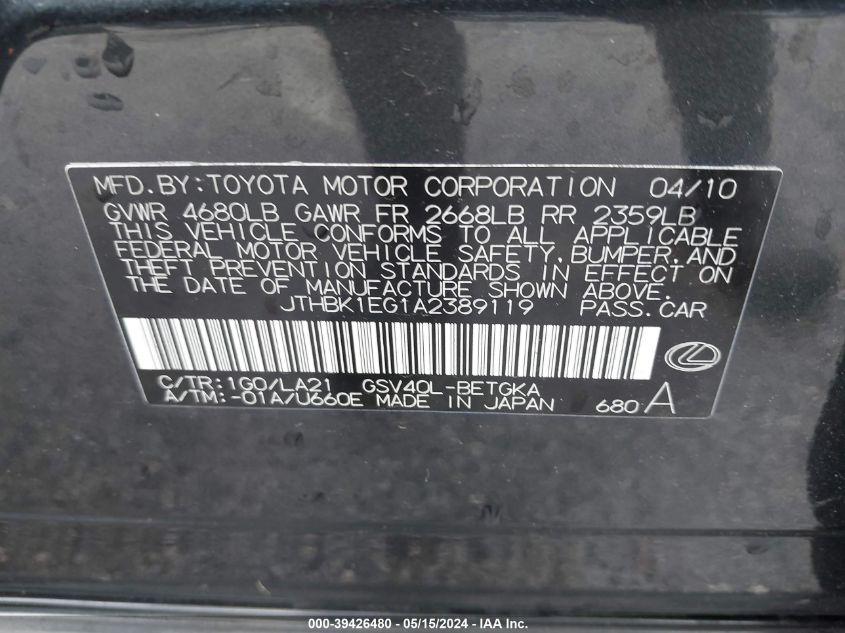 MFD.BY:TOYOTA MOTOR CORPORATION 04/10
GVWR 4680LB GAWR FR 2668LB RR 2359LB
THIS VEHICLE CONFORMS TO ALL APPLICABLE
FEDERAL MOTOR VEHICLE SAFETY,BUMPER,AND
THEFT PREVENTION STANDARDS IN EFFECT ON
THE DATE OF MANUFACTURE SHOWN ABOVE.
JTHBK1EG1A2389119 PASS.CAR
C/TR:1G0/LA21 GSV40L-BETGKA
A/TM:-01A/U660E MADE IN JAPAN 680 A
000-39426480 - 05/15/2024 - IAA Inc.